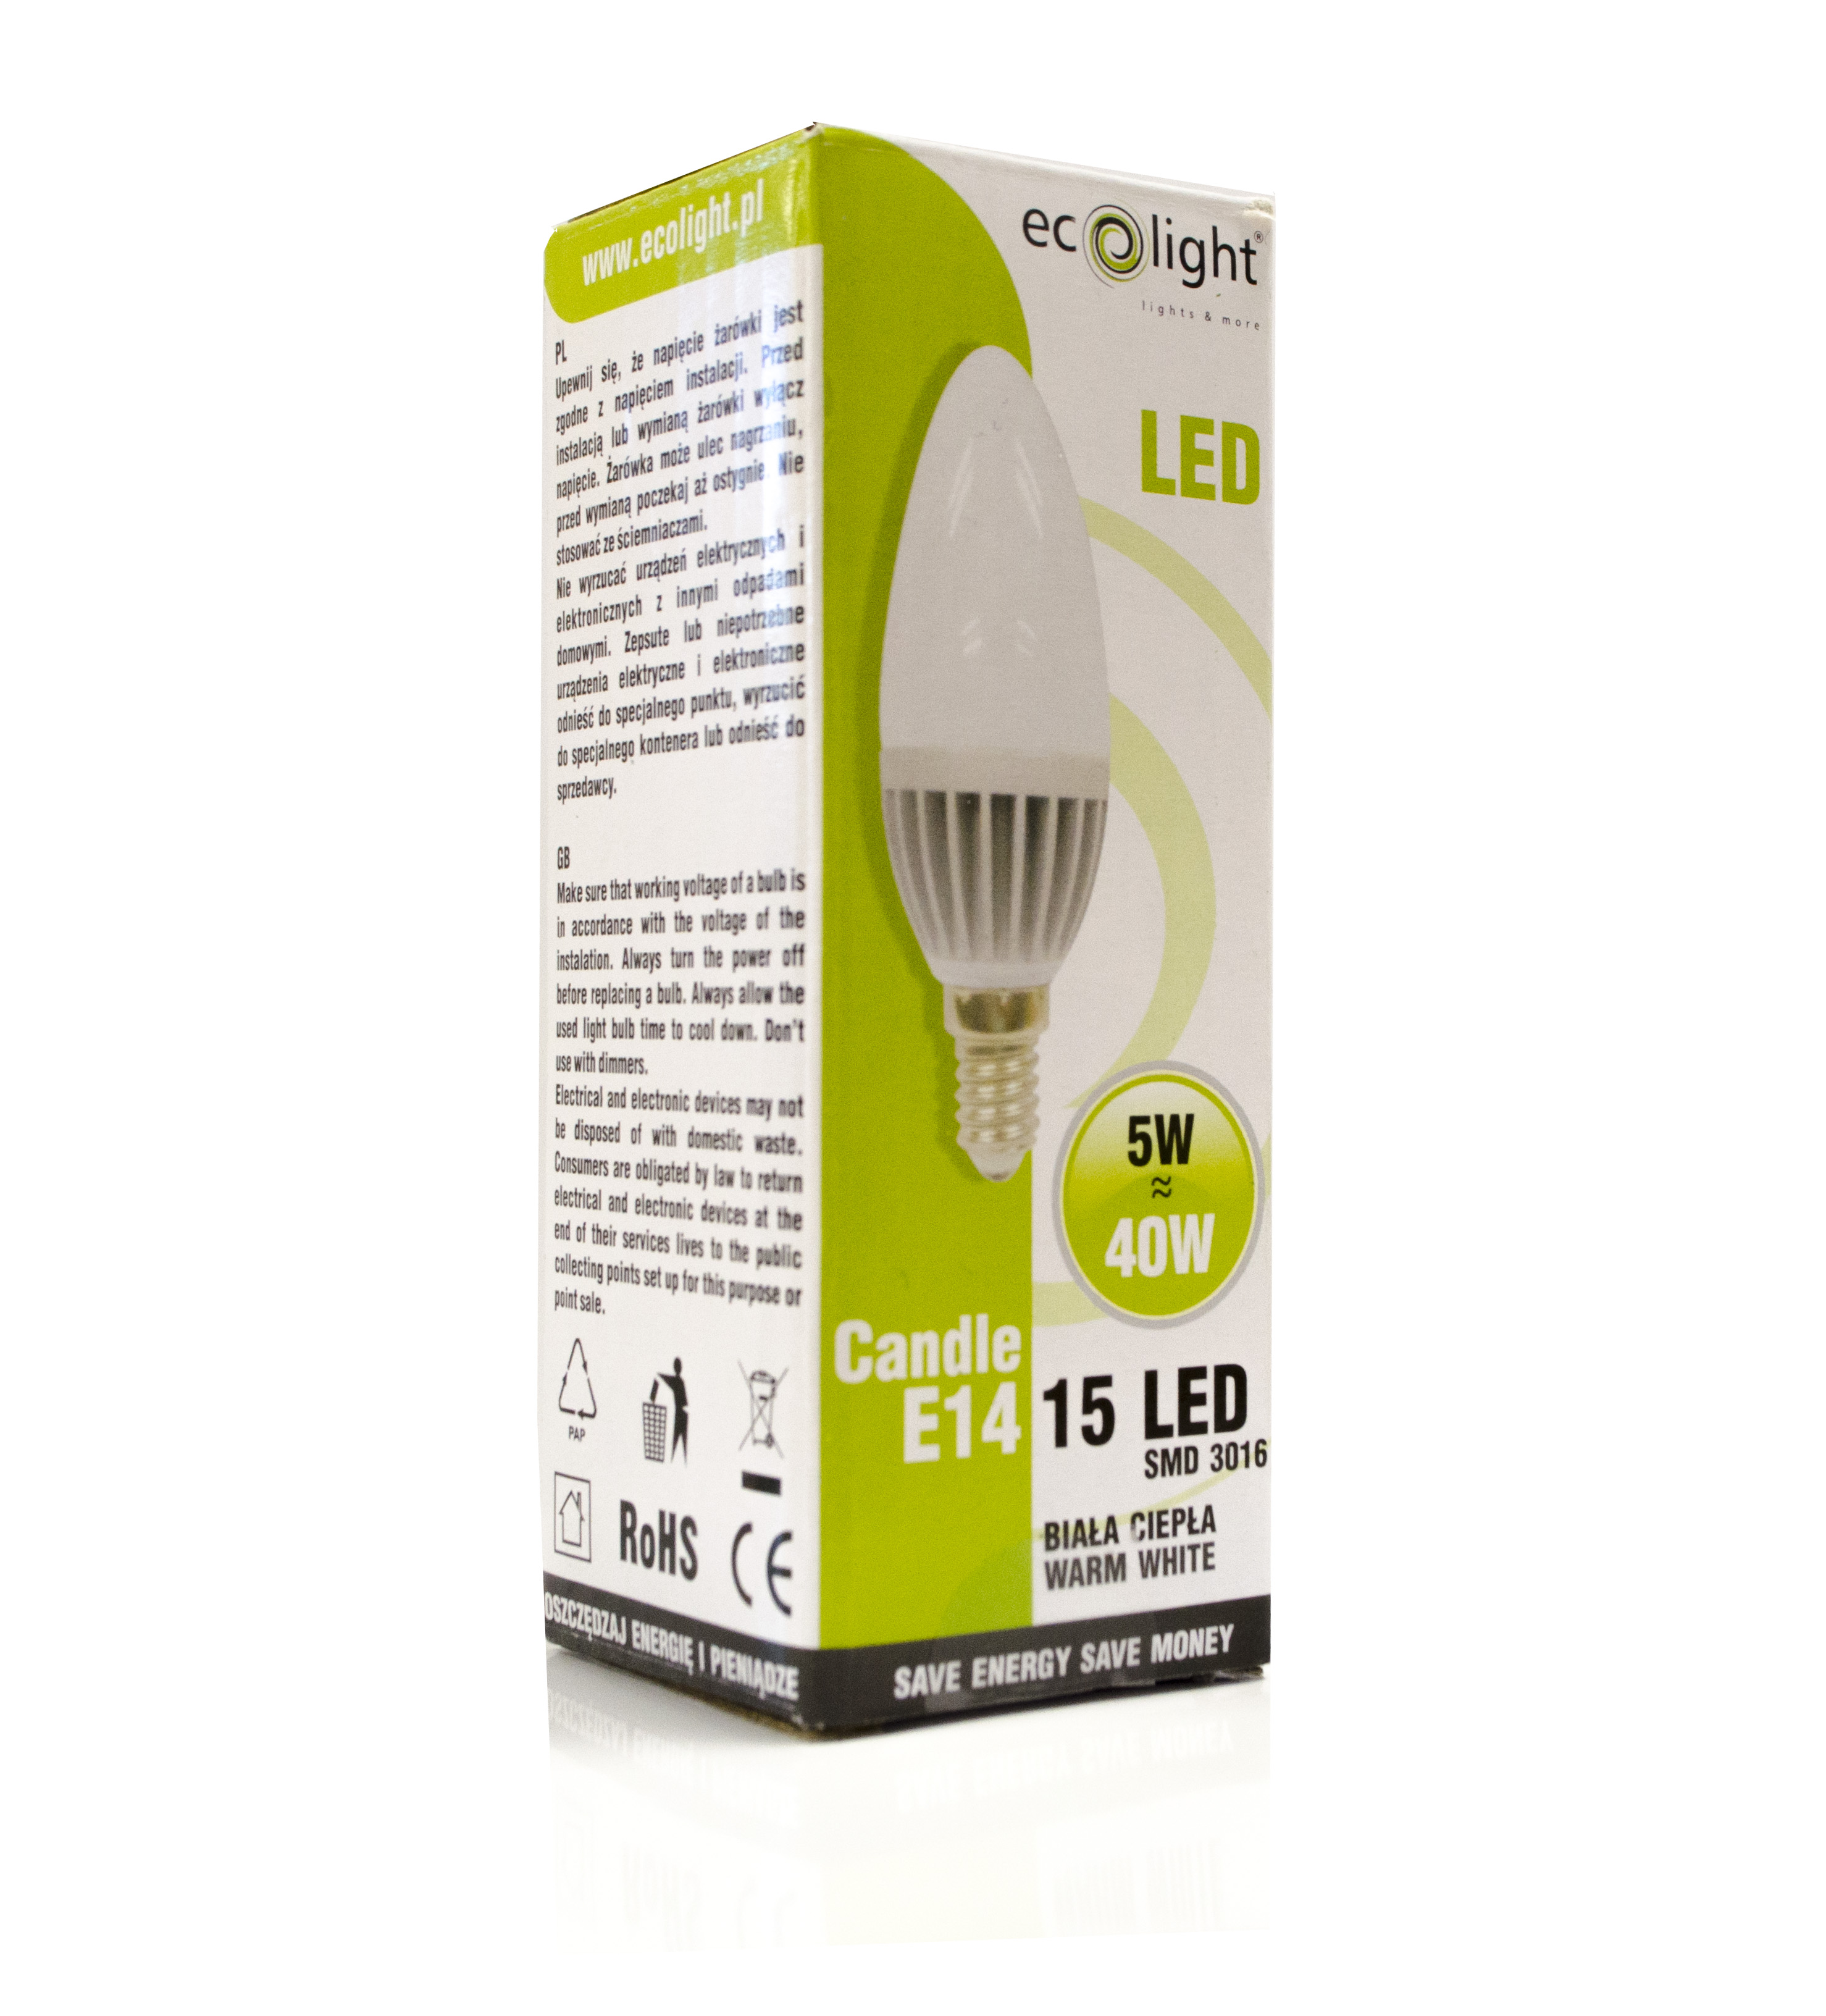 www.ecolight.pl
PL
Upewnij się, że napięcie żarówki jest
zgodne z napięciem instalacji. Przed
instalacją lub wymianą żarówki wyłącz
napięcie. Żarówka może ulec nagrzaniu,
przed wymianą poczekaj aż ostygnie. Nie
stosować ze ściemniaczami.
Nie wyrzucać urządzeń elektrycznych i
elektronicznych z innymi odpadami
domowymi. Zepsute lub niepotrzebne
urządzenia elektryczne i elektroniczne
odnieść do specjalnego punktu, wyrzucić
do specjalnego kontenera lub odnieść do
sprzedawcy.
GB
Make sure that working voltage of a bulb is
in accordance with the voltage of the
instalation. Always turn the power off
before replacing a bulb. Always allow the
used light bulb time to cool down. Don't
use with dimmers.
Electrical and electronic devices may not
be disposed of with domestic waste.
Consumers are obligated by law to return
electrical and electronic devices at the
end of their services lives to the public
collecting points set up for this purpose or
point sale.
PAP
RoHS
CE
OSZCZĘDZAJ ENERGIĘ I PIENIĄDZE
ecolight®
lights & more
LED
5W
≈
40W
Candle
E14
15 LED
SMD 3016
BIAŁA CIEPŁA
WARM WHITE
SAVE ENERGY SAVE MONEY